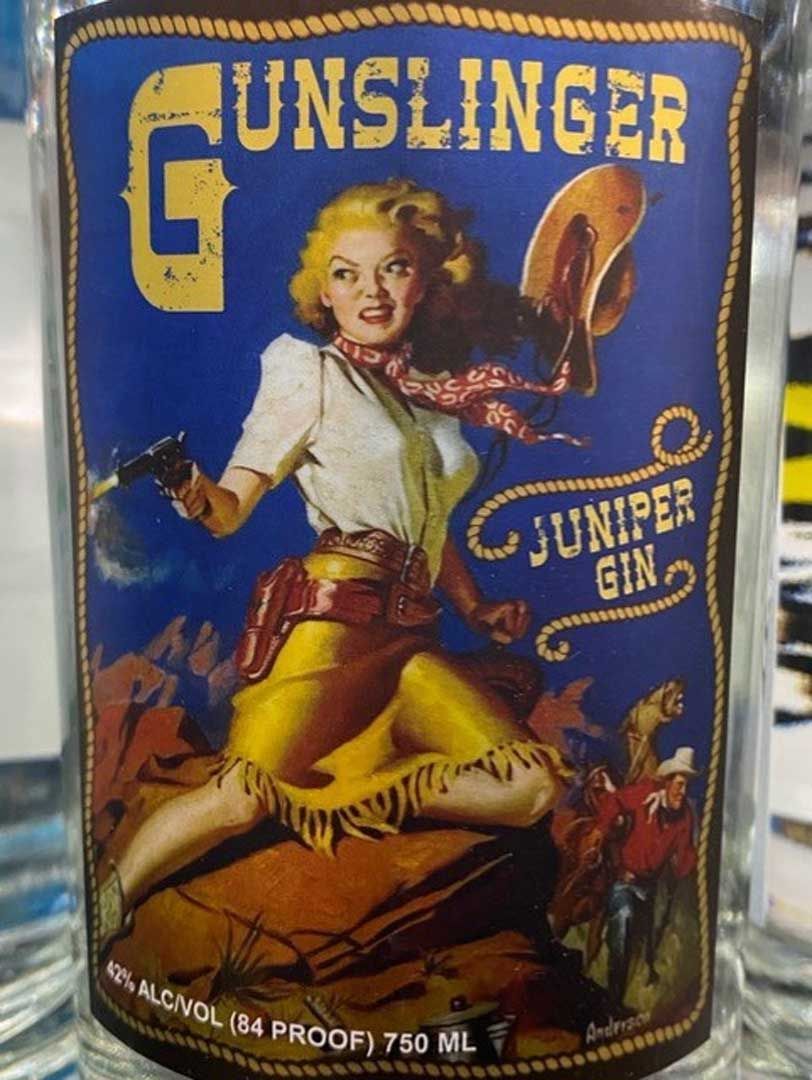 GUNSLINGER
JUNIPER
GIN
42% ALC/VOL (84 PROOF) 750 ML
Anderson